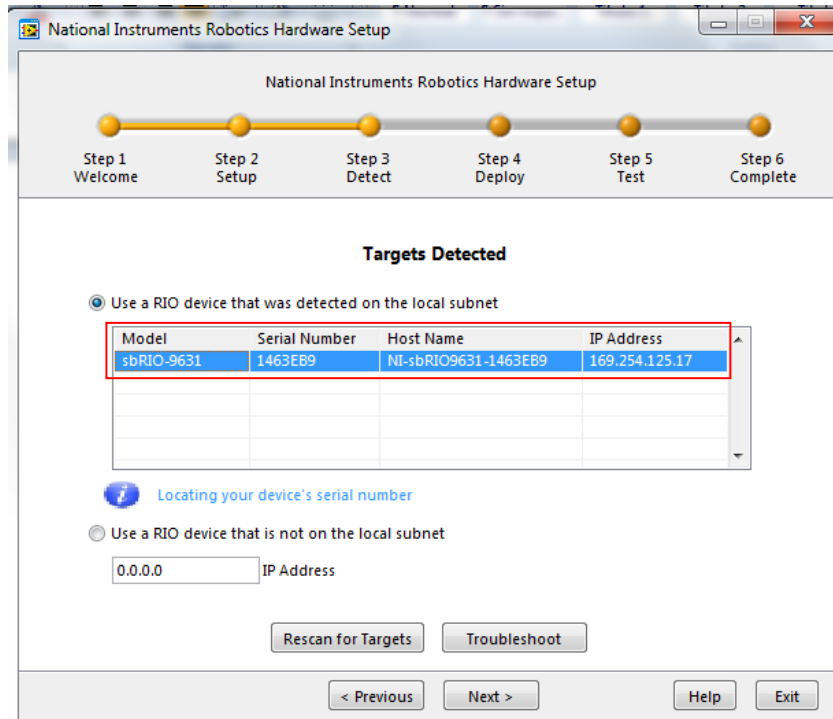 National Instruments Robotics Hardware Setup
National Instruments Robotics Hardware Setup
Step 1 Step 2 Step 3 Step 4 Step 5 Step 6
Welcome Setup Detect Deploy Test Complete
Targets Detected
Use a RIO device that was detected on the local subnet
Model Serial Number Host Name IP Address
sbRIO-9631 1463EB9 NI-sbRIO9631-1463EB9 169.254.125.17
Locating your device's serial number
Use a RIO device that is not on the local subnet
0.0.0.0 IP Address
Rescan for Targets Troubleshoot
< Previous Next > Help Exit